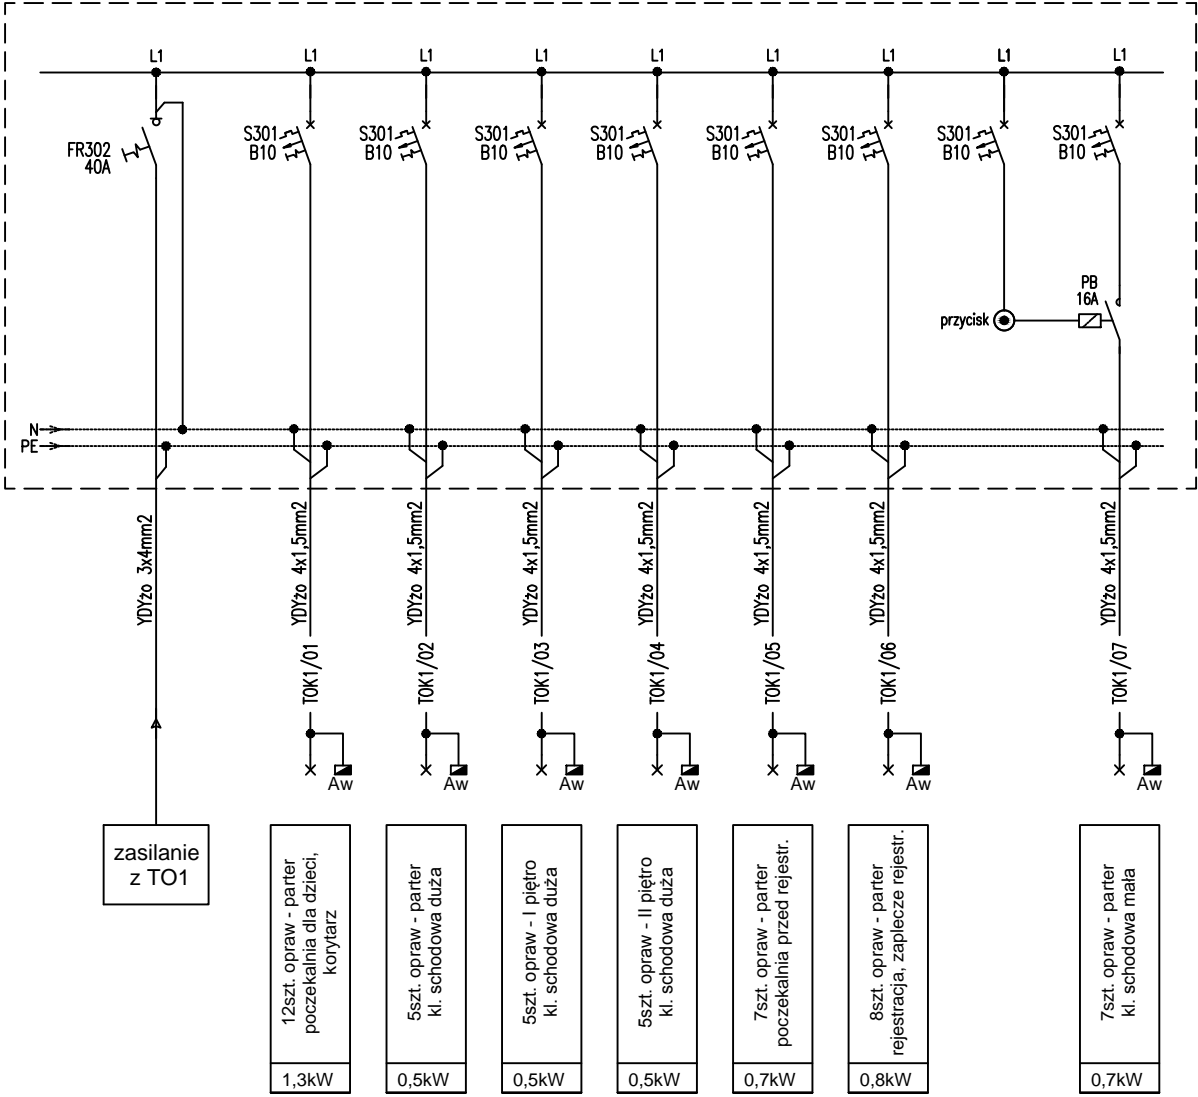 L1 L1 L1 L1 L1 L1 L1 L1 L1
FR302
40A
S301
B10
S301
B10
S301
B10
S301
B10
S301
B10
S301
B10
S301
B10
S301
B10
PB
16A
przycisk
N
PE
YDYżo 3x4mm2
YDYżo 4x1,5mm2
YDYżo 4x1,5mm2
YDYżo 4x1,5mm2
YDYżo 4x1,5mm2
YDYżo 4x1,5mm2
YDYżo 4x1,5mm2
YDYżo 4x1,5mm2
TOK1/01
TOK1/02
TOK1/03
TOK1/04
TOK1/05
TOK1/06
TOK1/07
Aw Aw Aw Aw Aw Aw Aw
zasilanie
z TO1
12szt. opraw - parter
poczekalnia dla dzieci,
korytarz
1,3kW
5szt. opraw - parter
kl. schodowa duża
0,5kW
5szt. opraw - I piętro
kl. schodowa duża
0,5kW
5szt. opraw - II piętro
kl. schodowa duża
0,5kW
7szt. opraw - parter
poczekalnia przed rejestr.
0,7kW
8szt. opraw - parter
rejestracja, zaplecze rejestr.
0,8kW
7szt. opraw - parter
kl. schodowa mała
0,7kW